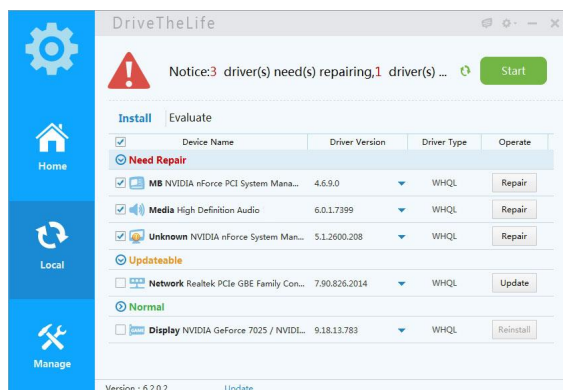 DriveTheLife
Notice:3 driver(s) need(s) repairing,1 driver(s) ...
Start
Install Evaluate
Device Name Driver Version Driver Type Operate
Need Repair
MB NVIDIA nForce PCI System Mana... 4.6.9.0 WHQL Repair
Media High Definition Audio 6.0.1.7399 WHQL Repair
Unknown NVIDIA nForce System Man... 5.1.2600.208 WHQL Repair
Updateable
Network Realtek PCIe GBE Family Con... 7.90.826.2014 WHQL Update
Normal
Display NVIDIA GeForce 7025 / NVIDI... 9.18.13.783 WHQL Reinstall
Home
Local
Manage
Version : 6.2.0.2 Update